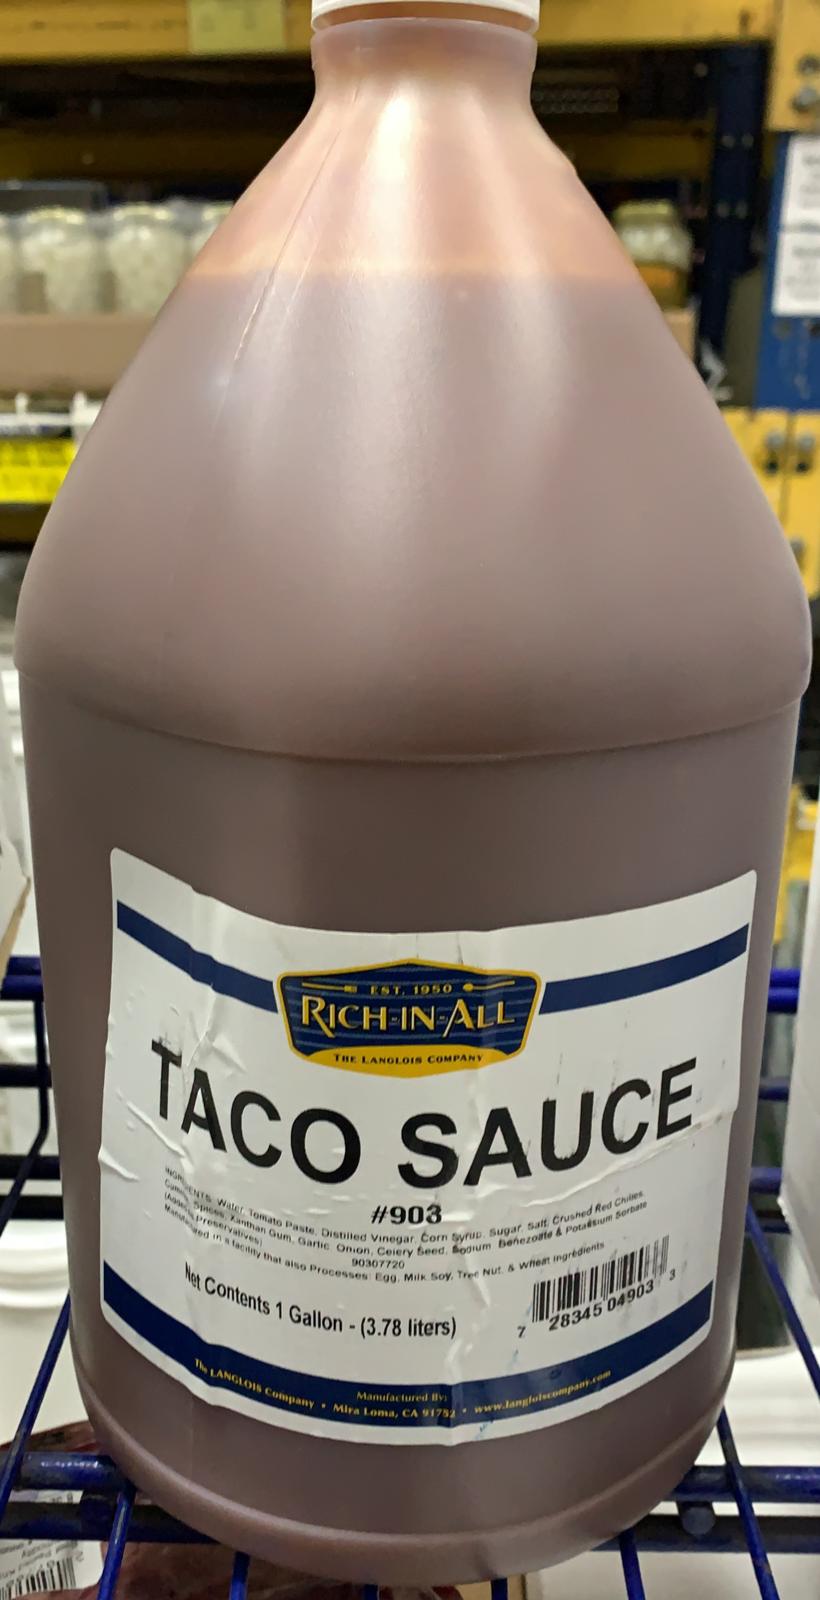 EST. 1950
RICH-IN-ALL
THE LANGLOIS COMPANY
TACO SAUCE
#903
INGREDIENTS: Water, Tomato Paste, Distilled Vinegar, Corn Syrup, Sugar, Salt, Crushed Red Chilies,
Spices, Xanthan Gum, Garlic, Onion, Celery Seed, Sodium Benezoate & Potassium Sorbate
(Added Preservatives)
90307720
Manufactured in a facility that also Processes: Egg, Milk, Soy, Tree Nut, & Wheat Ingredients
Net Contents 1 Gallon - (3.78 liters)
7 28345 04903 3
Manufactured By:
The LANGLOIS Company • Mira Loma, CA 91752 • www.langloiscompany.com